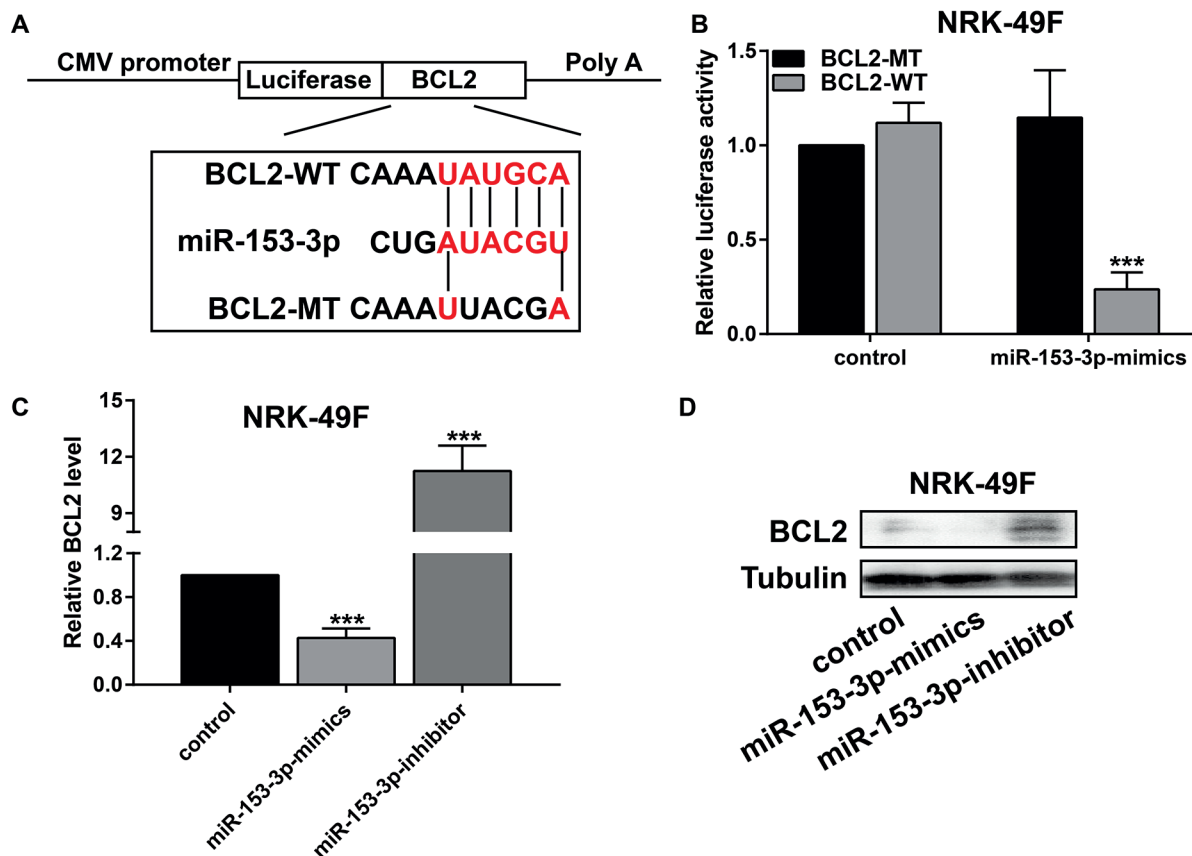 A
CMV promoter
Poly A
Luciferase
BCL2
BCL2-WT CAAAUAUGCA
miR-153-3p CUGAUACGU
BCL2-MT CAAAUUACGA
B
NRK-49F
BCL2-MT
BCL2-WT
Relative luciferase activity
1.5
1.0
0.5
0.0
***
control
miR-153-3p-mimics
C
NRK-49F
Relative BCL2 level
15
12
9
1.2
0.8
0.4
0.0
***
***
control
miR-153-3p-mimics
miR-153-3p-inhibitor
D
NRK-49F
BCL2
Tubulin
control
miR-153-3p-mimics
miR-153-3p-inhibitor